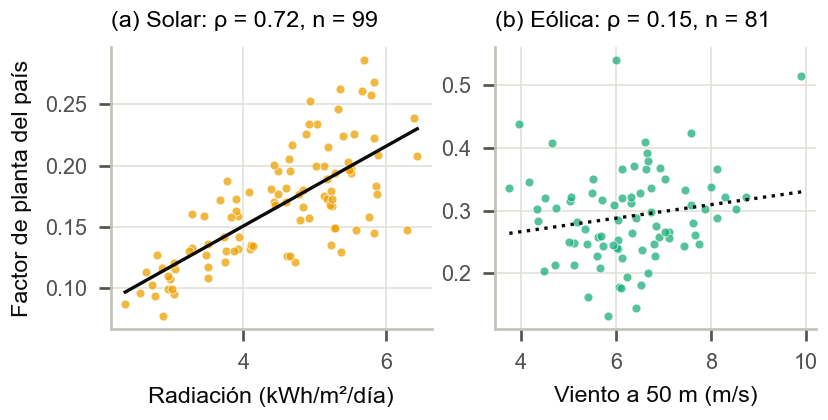 (a) Solar: ρ = 0.72, n = 99
(b) Eólica: ρ = 0.15, n = 81
Factor de planta del país
0.25
0.20
0.15
0.10
4
6
Radiación (kWh/m²/día)
0.5
0.4
0.3
0.2
4
6
8
10
Viento a 50 m (m/s)